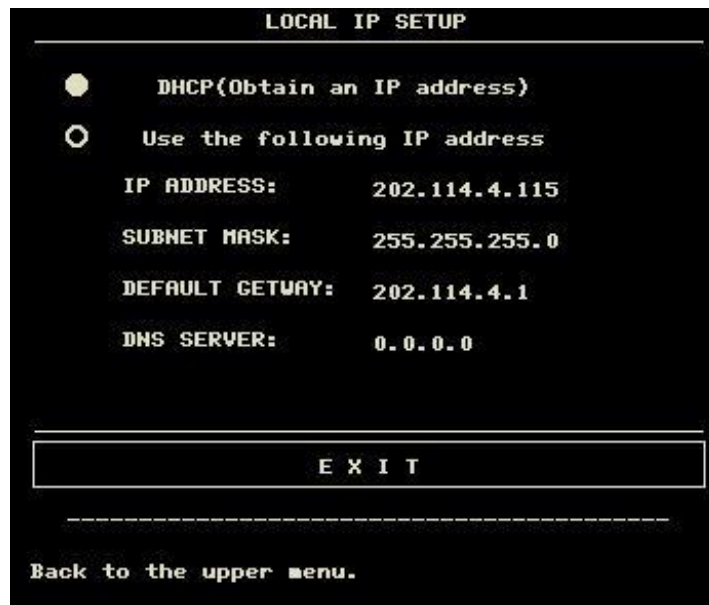 LOCAL IP SETUP
DHCP(Obtain an IP address)
Use the following IP address
IP ADDRESS: 202.114.4.115
SUBNET MASK: 255.255.255.0
DEFAULT GETWAY: 202.114.4.1
DNS SERVER: 0.0.0.0
E X I T
Back to the upper menu.